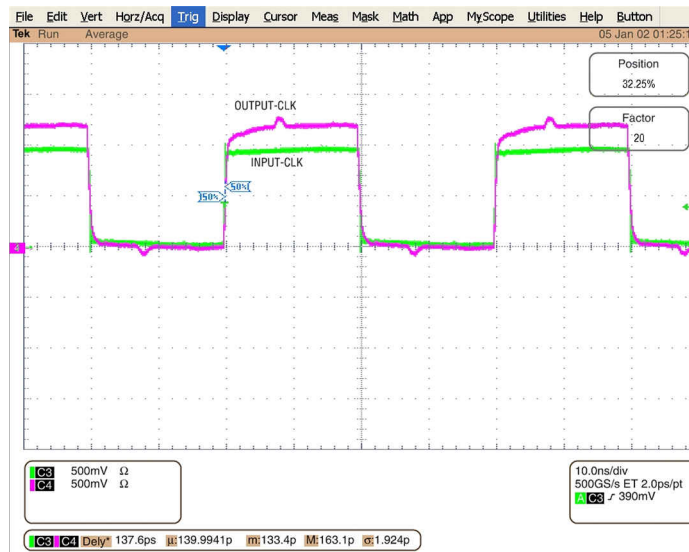 File Edit Vert Horiz/Acq Trig Display Cursor Meas Mask Math App MyScope Utilities Help Button
Tek Run Average 05 Jan 02 01:25:1
Position
32.25%
OUTPUT-CLK
Factor
20
INPUT-CLK
50%
50%
4
C3 500mV Ω
C4 500mV Ω
10.0ns/div
500GS/s ET 2.0ps/pt
A C3 ƒ 390mV
C3 C4 Dely* 137.6ps μ:139.9941p m:133.4p M:163.1p σ:1.924p